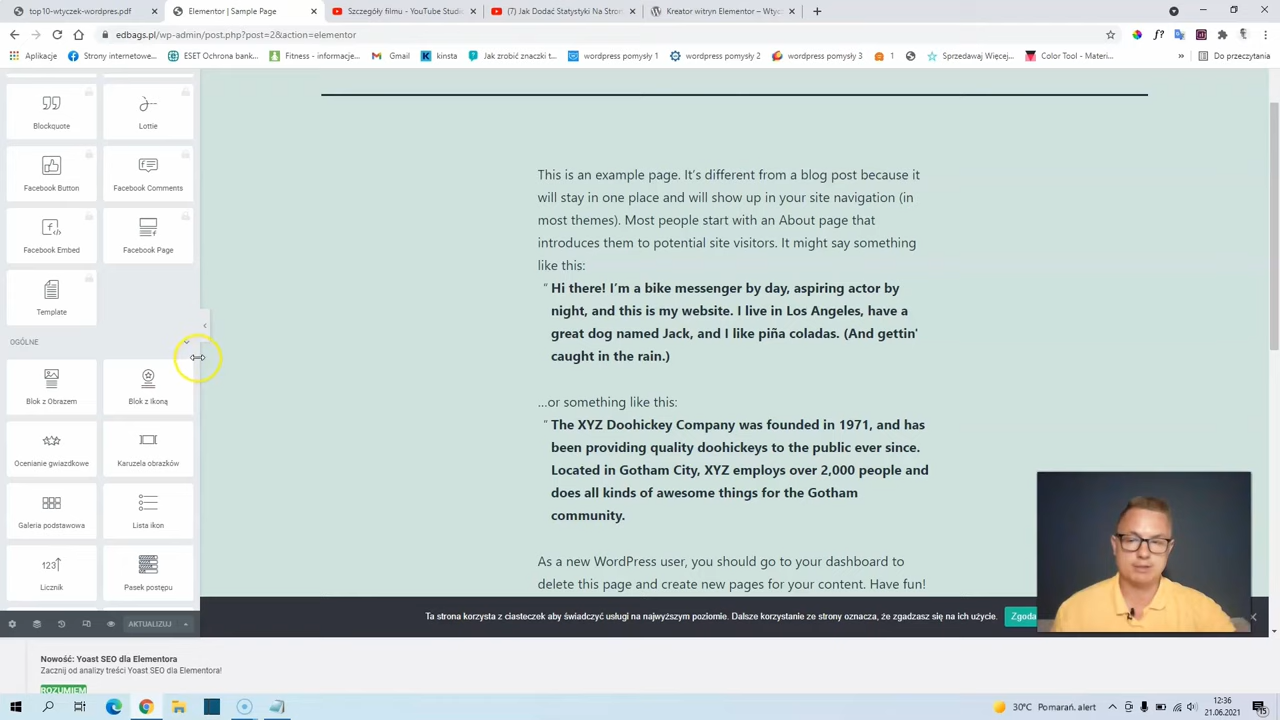 top10-wtyczek-wordpress.pdf
Elementor | Sample Page
Szczegóły filmu - YouTube Studi
(7) Jak Dodać Statystyki Na Stron
Kreator witryn Elementor – Wtyc
edbags.pl/wp-admin/post.php?post=2&action=elementor
Aplikacje
Strony internetowe...
ESET Ochrona bank...
Fitness - informacje...
Gmail
kinsta
Jak zrobić znaczki t...
wordpress pomysły 1
wordpress pomysły 2
wordpress pomysły 3
1
Sprzedawaj Więcej...
Color Tool - Materi...
»
Do przeczytania
Blockquote
Lottie
Facebook Button
Facebook Comments
Facebook Embed
Facebook Page
Template
OGÓLNE
Blok z Obrazem
Blok z Ikoną
Ocenianie gwiazdkowe
Karuzela obrazków
Galeria podstawowa
Lista ikon
123
Licznik
Pasek postępu
AKTUALIZUJ
This is an example page. It's different from a blog post because it
will stay in one place and will show up in your site navigation (in
most themes). Most people start with an About page that
introduces them to potential site visitors. It might say something
like this:
" Hi there! I'm a bike messenger by day, aspiring actor by
night, and this is my website. I live in Los Angeles, have a
great dog named Jack, and I like piña coladas. (And gettin'
caught in the rain.)
...or something like this:
" The XYZ Doohickey Company was founded in 1971, and has
been providing quality doohickeys to the public ever since.
Located in Gotham City, XYZ employs over 2,000 people and
does all kinds of awesome things for the Gotham
community.
As a new WordPress user, you should go to your dashboard to
delete this page and create new pages for your content. Have fun!
Ta strona korzysta z ciasteczek aby świadczyć usługi na najwyższym poziomie. Dalsze korzystanie ze strony oznacza, że zgadzasz się na ich użycie.
Zgoda
Nowość: Yoast SEO dla Elementora
Zacznij od analizy treści Yoast SEO dla Elementora!
ROZUMIEM
30°C Pomarań. alert
12:36
21.06.2021